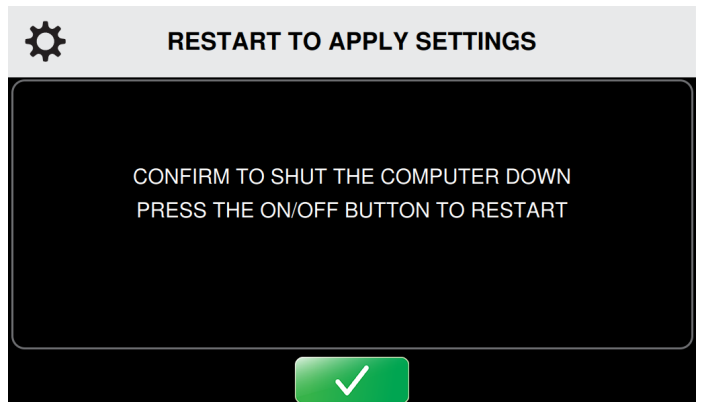 RESTART TO APPLY SETTINGS
CONFIRM TO SHUT THE COMPUTER DOWN
PRESS THE ON/OFF BUTTON TO RESTART